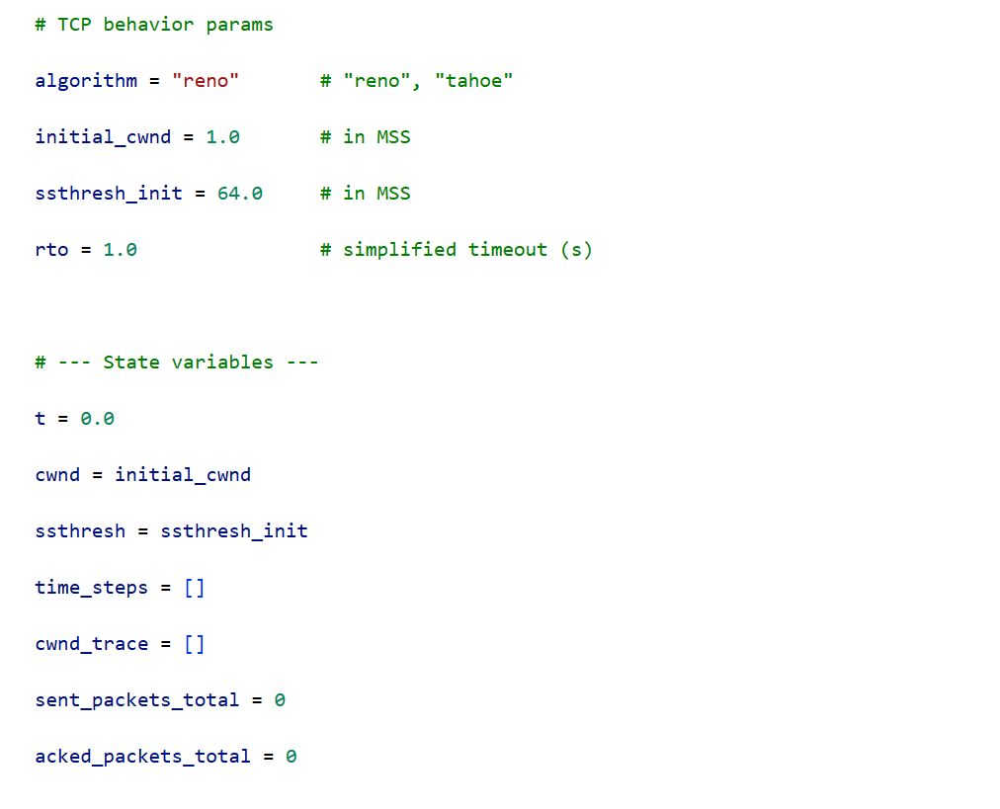 # TCP behavior params
algorithm = "reno"       # "reno", "tahoe"
initial_cwnd = 1.0       # in MSS
ssthresh_init = 64.0     # in MSS
rto = 1.0                # simplified timeout (s)
# --- State variables ---
t = 0.0
cwnd = initial_cwnd
ssthresh = ssthresh_init
time_steps = []
cwnd_trace = []
sent_packets_total = 0
acked_packets_total = 0